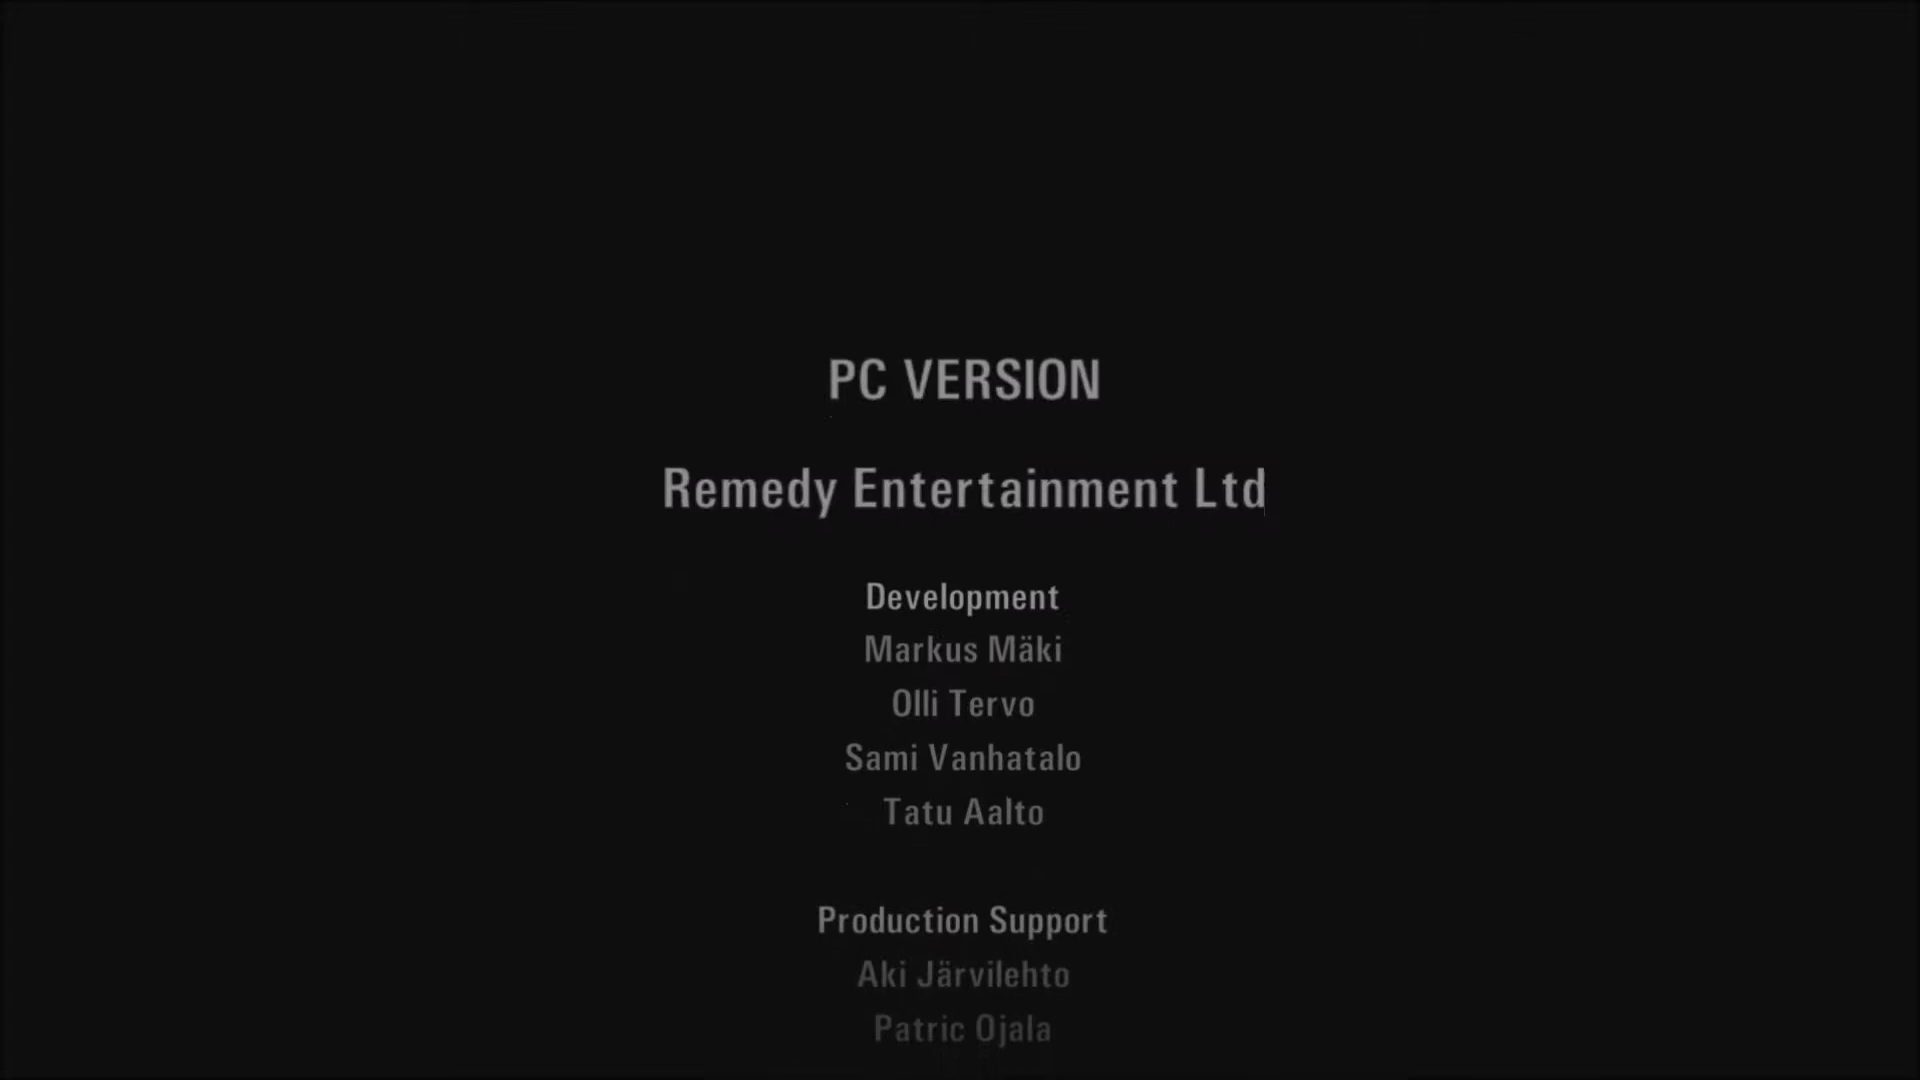 PC VERSION
Remedy Entertainment Ltd
Development
Markus Mäki
Olli Tervo
Sami Vanhatalo
Tatu Aalto
Production Support
Aki Järvilehto
Patric Ojala